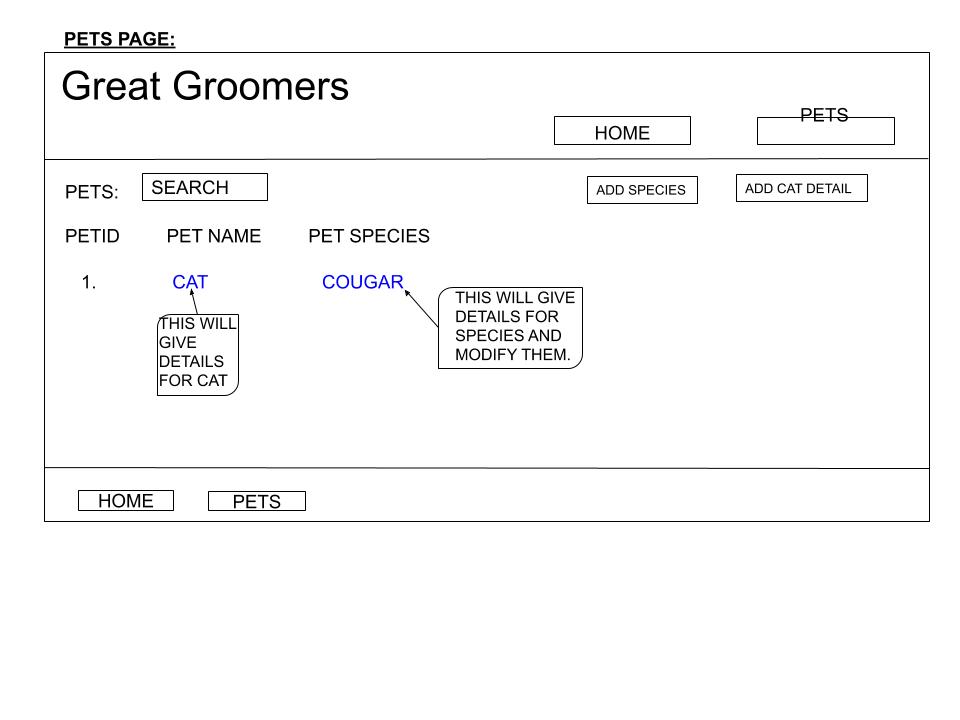 PETS PAGE:
Great Groomers
PETS
HOME
PETS:
SEARCH
ADD SPECIES
ADD CAT DETAIL
PETID
PET NAME
PET SPECIES
1.
CAT
COUGAR
THIS WILL GIVE
DETAILS FOR
SPECIES AND
MODIFY THEM.
THIS WILL
GIVE
DETAILS
FOR CAT
HOME
PETS